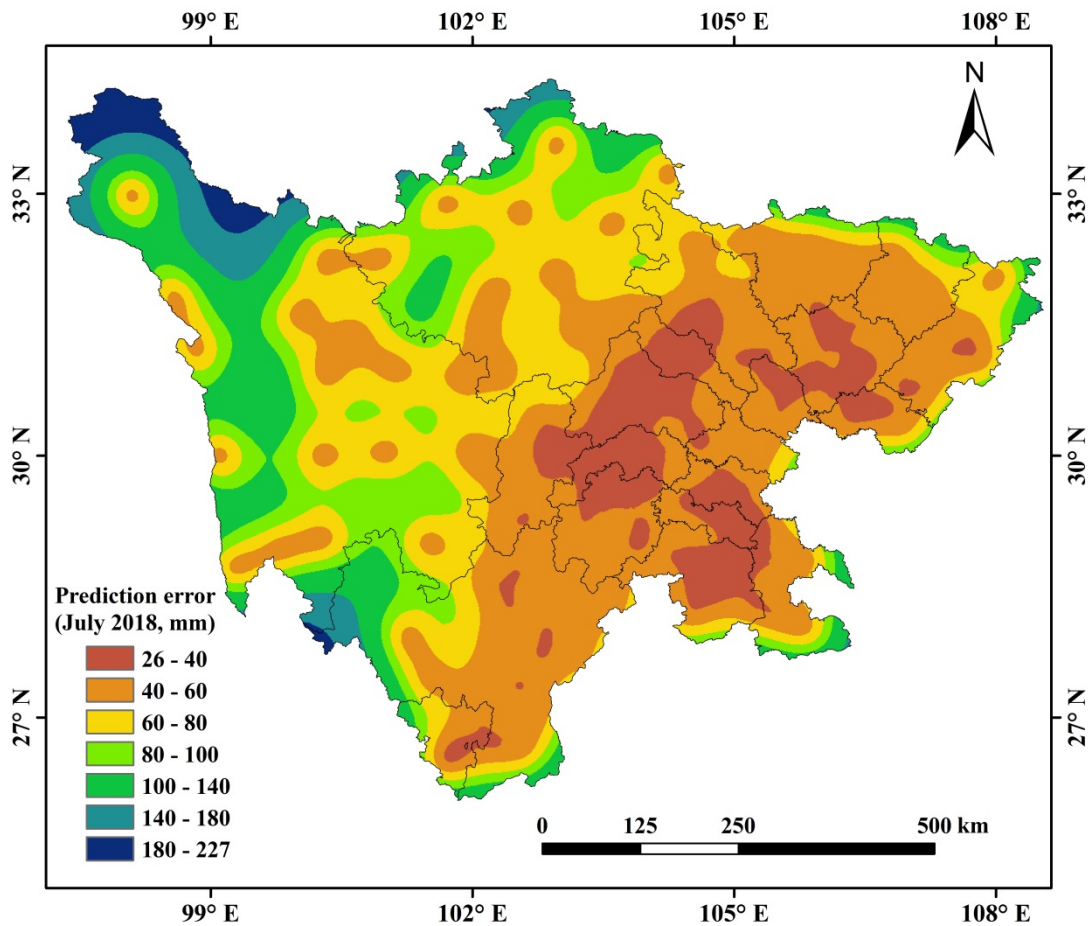 99° E 102° E 105° E 108° E
N
33° N 33° N
30° N 30° N
Prediction error
(July 2018, mm)
26 - 40
40 - 60
60 - 80
80 - 100
100 - 140
140 - 180
180 - 227
27° N 27° N
0 125 250 500 km
99° E 102° E 105° E 108° E